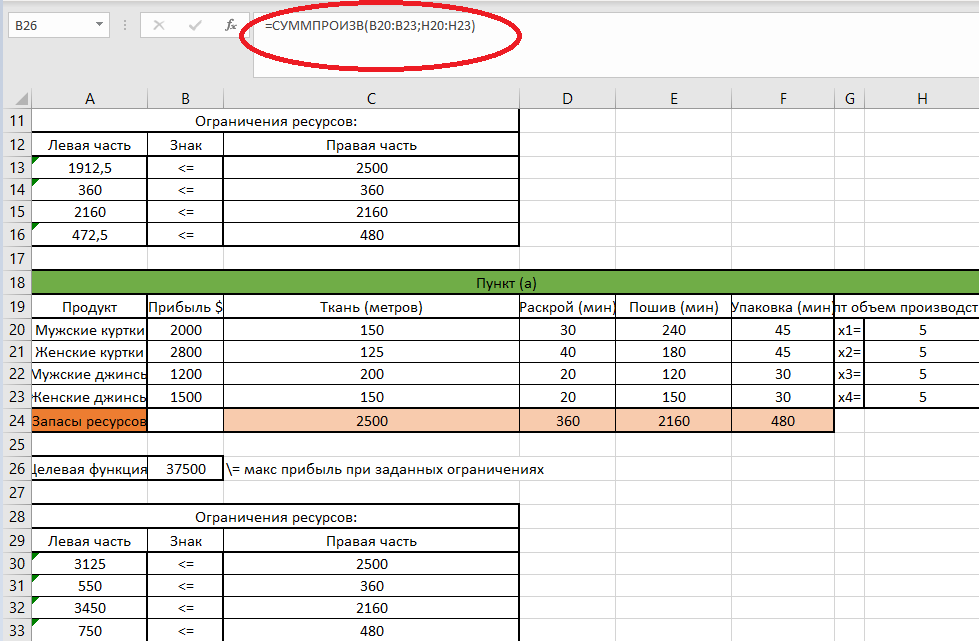 B26 fx =СУММПРОИЗВ(B20:B23;H20:H23)
A B C D E F G H
11 Ограничения ресурсов:
12 Левая часть Знак Правая часть
13 1912,5 <= 2500
14 360 <= 360
15 2160 <= 2160
16 472,5 <= 480
17
18 Пункт (а)
19 Продукт Прибыль $ Ткань (метров) Раскрой (мин) Пошив (мин) Упаковка (мин) пт объем производст
20 Мужские куртки 2000 150 30 240 45 x1= 5
21 Женские куртки 2800 125 40 180 45 x2= 5
22 Мужские джинсы 1200 200 20 120 30 x3= 5
23 Женские джинсы 1500 150 20 150 30 x4= 5
24 Запасы ресурсов 2500 360 2160 480
25
26 Целевая функция 37500 \= макс прибыль при заданных ограничениях
27
28 Ограничения ресурсов:
29 Левая часть Знак Правая часть
30 3125 <= 2500
31 550 <= 360
32 3450 <= 2160
33 750 <= 480